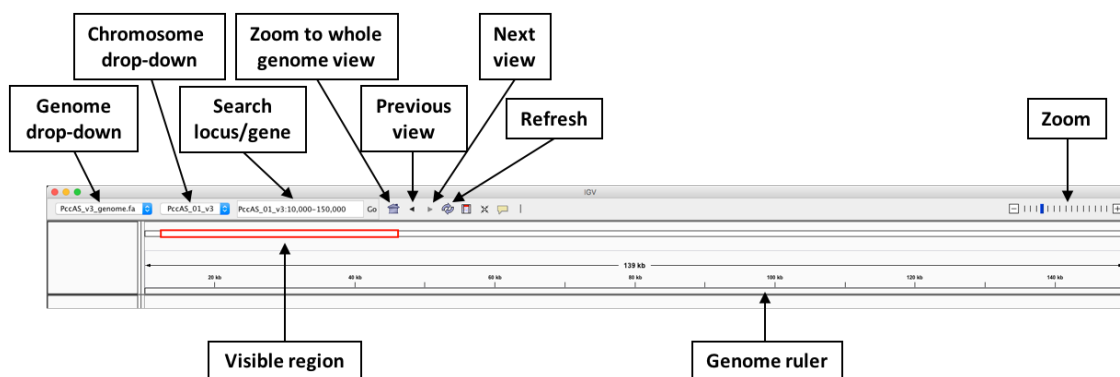 Chromosome
drop-down
Zoom to whole
genome view
Next
view
Genome
drop-down
Search
locus/gene
Previous
view
Refresh
Zoom
IGV
PccAS_v3_genome.fa
PccAS_01_v3
PccAS_01_v3:10,000-150,000
Go
139 kb
20 kb
40 kb
60 kb
80 kb
100 kb
120 kb
140 kb
Visible region
Genome ruler